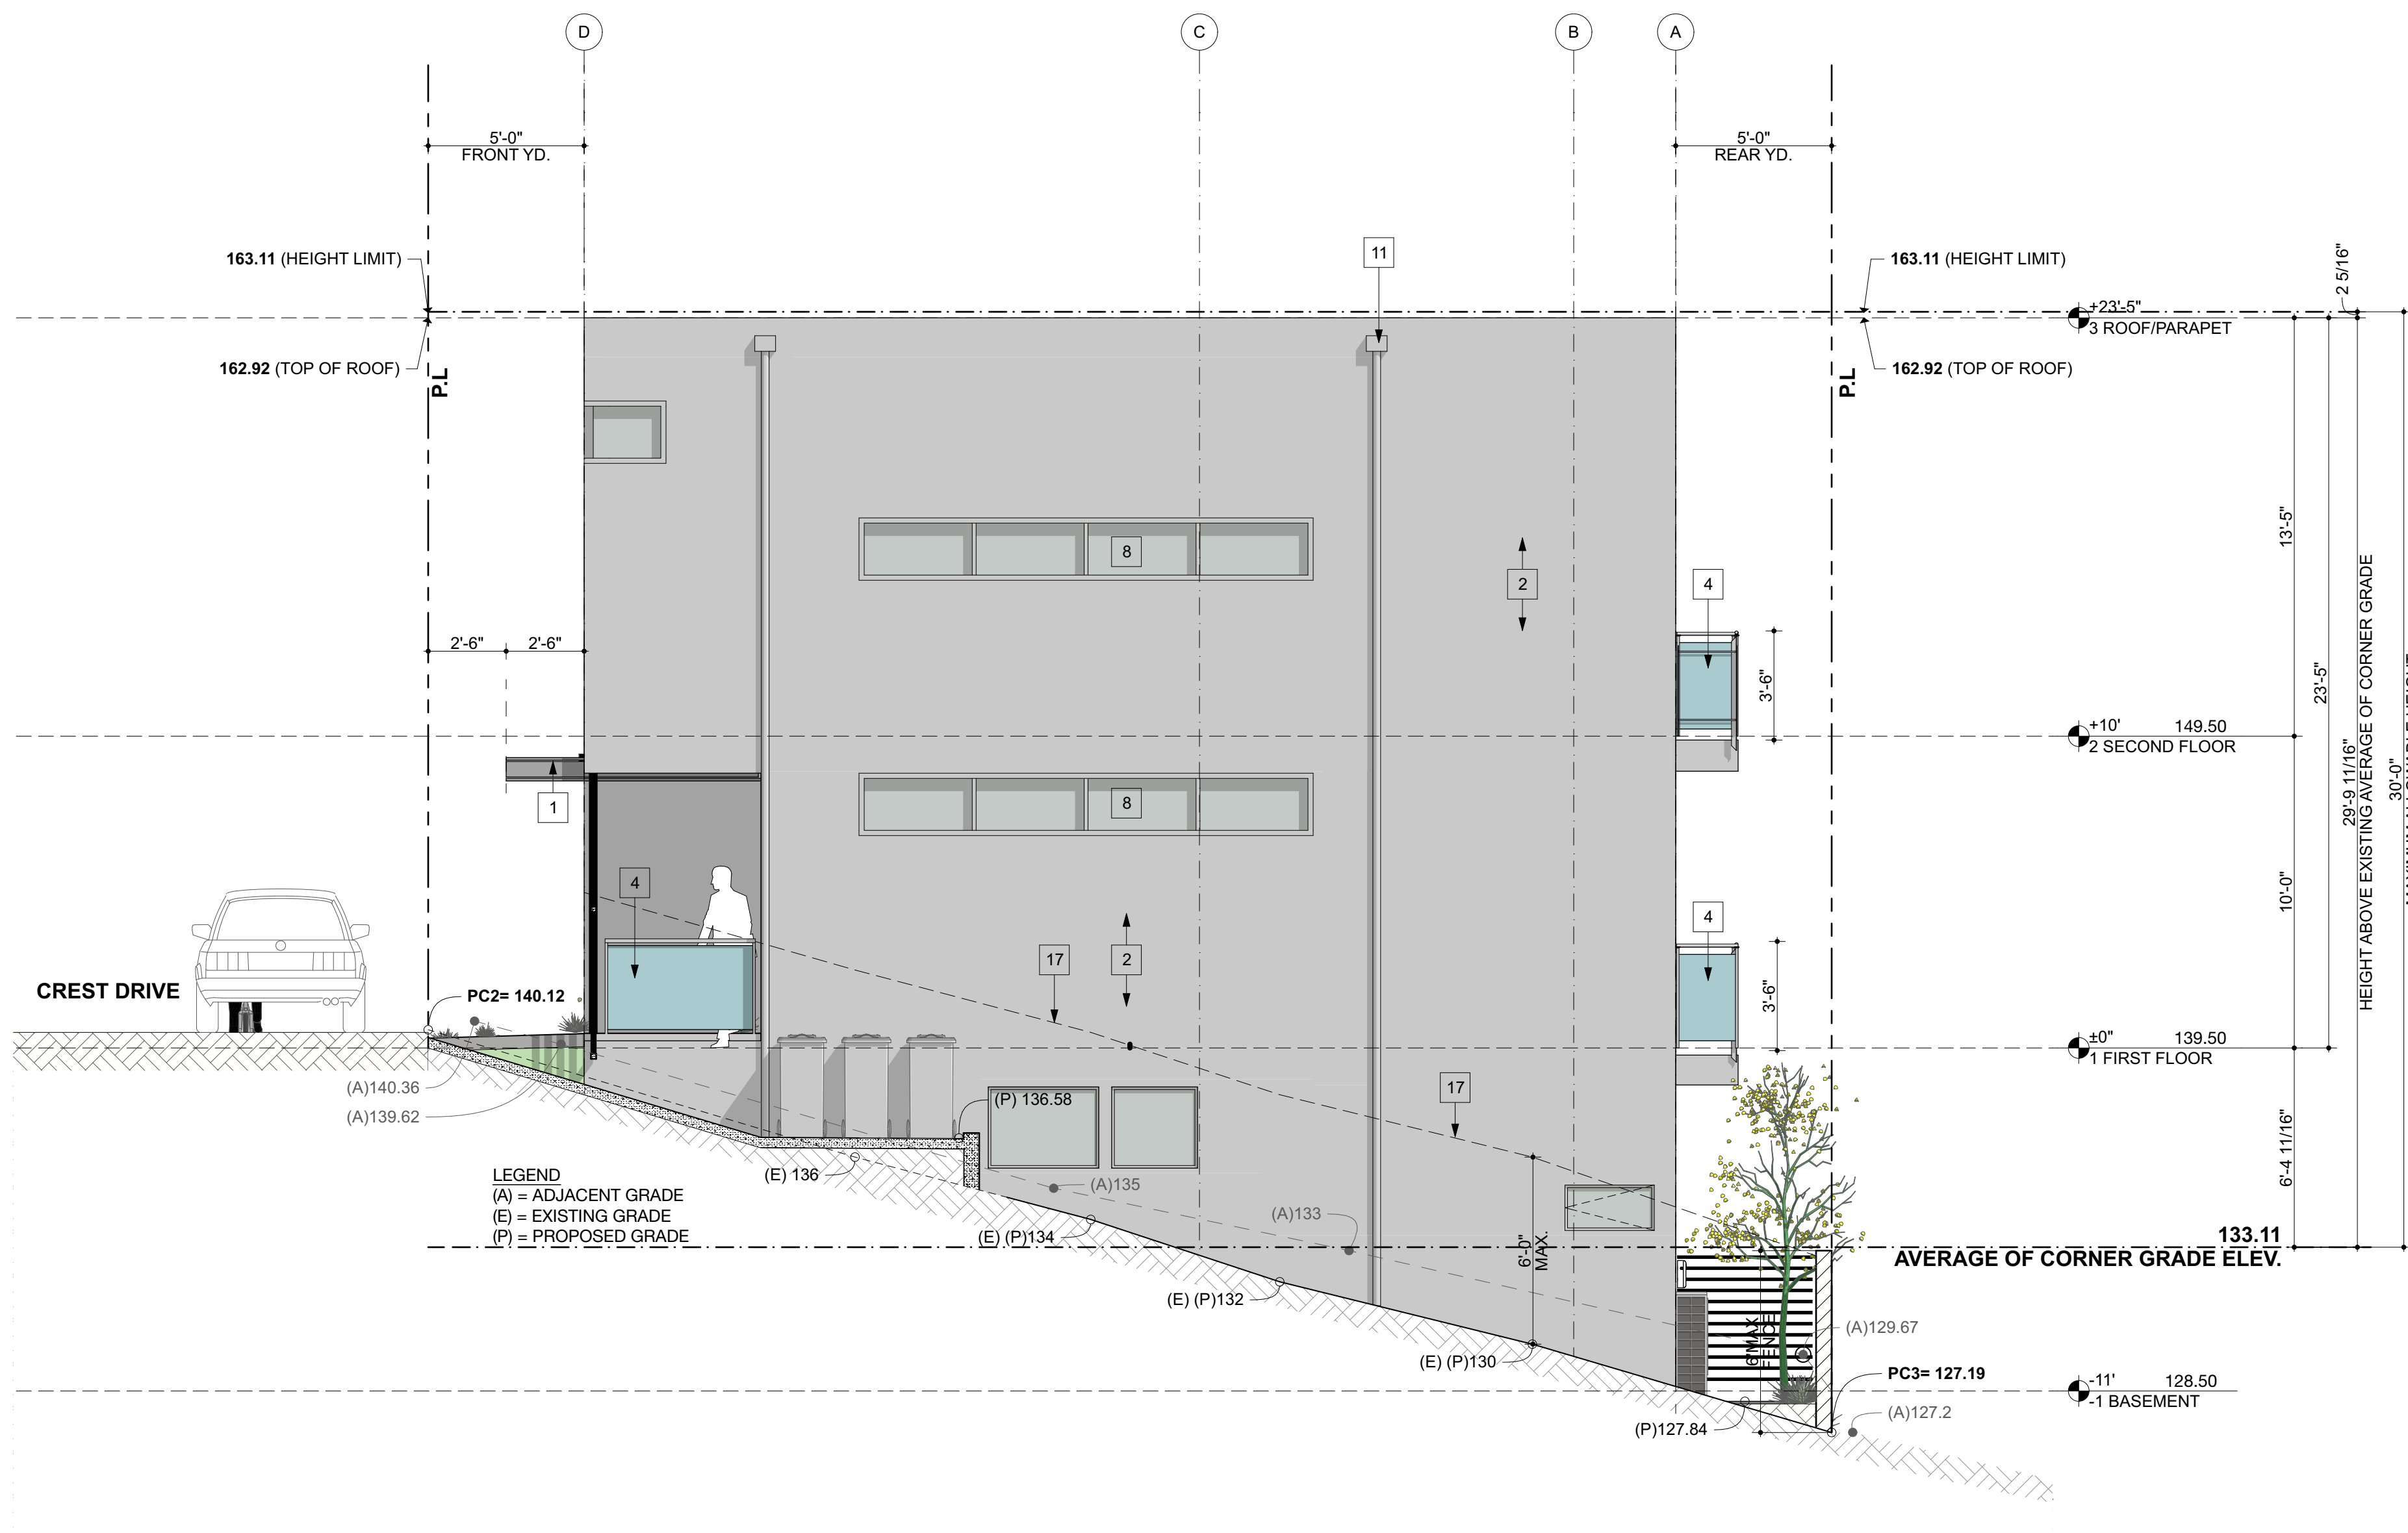 D
C
B
A
5'-0"
FRONT YD.
5'-0"
REAR YD.
11
163.11 (HEIGHT LIMIT)
163.11 (HEIGHT LIMIT)
2 5/16"
+23'-5"
3 ROOF/PARAPET
162.92 (TOP OF ROOF)
162.92 (TOP OF ROOF)
P.L
P.L
13'-5"
8
2
4
2'-6"
2'-6"
3'-6"
23'-5"
+10'
149.50
2 SECOND FLOOR
1
8
29'-9 11/16"
HEIGHT ABOVE EXISTING AVERAGE OF CORNER GRADE
30'-0"
4
4
10'-0"
17
2
CREST DRIVE
PC2= 140.12
3'-6"
±0"
139.50
1 FIRST FLOOR
(A)140.36
(A)139.62
17
(P) 136.58
(E) 136
(A)135
6'-4 11/16"
LEGEND
(A) = ADJACENT GRADE
(E) = EXISTING GRADE
(P) = PROPOSED GRADE
(A)133
(E) (P)134
6'-0"
MAX.
133.11
AVERAGE OF CORNER GRADE ELEV.
(E) (P)132
6'MAX
FENCE
(A)129.67
(E) (P)130
PC3= 127.19
-11'
128.50
-1 BASEMENT
(A)127.2
(P)127.84